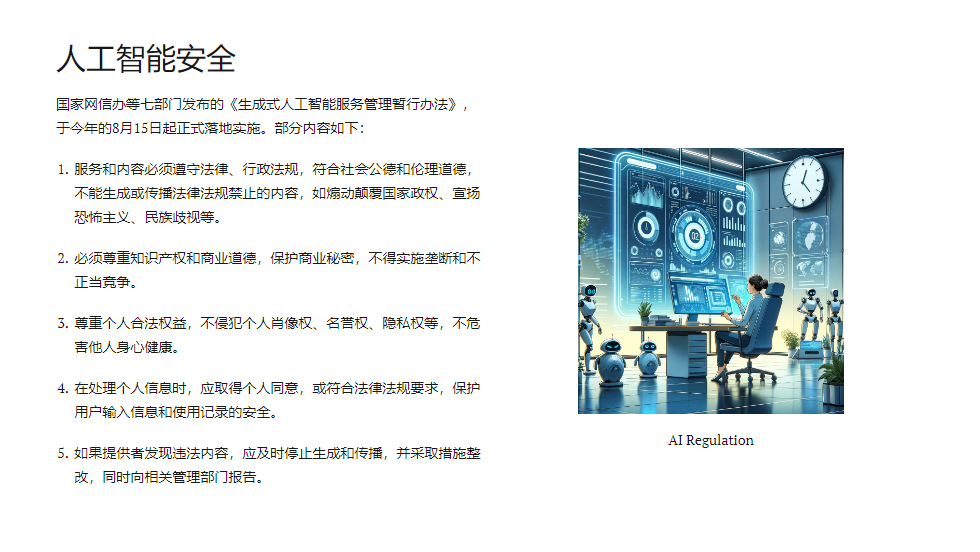 人工智能安全
国家网信办等七部门发布的《生成式人工智能服务管理暂行办法》，
于今年的8月15日起正式落地实施。部分内容如下：
1. 服务和内容必须遵守法律、行政法规，符合社会公德和伦理道德，
不能生成或传播法律法规禁止的内容，如煽动颠覆国家政权、宣扬
恐怖主义、民族歧视等。
2. 必须尊重知识产权和商业道德，保护商业秘密，不得实施垄断和不
正当竞争。
3. 尊重个人合法权益，不侵犯个人肖像权、名誉权、隐私权等，不危
害他人身心健康。
4. 在处理个人信息时，应取得个人同意，或符合法律法规要求，保护
用户输入信息和使用记录的安全。
5. 如果提供者发现违法内容，应及时停止生成和传播，并采取措施整
改，同时向相关管理部门报告。
AI Regulation